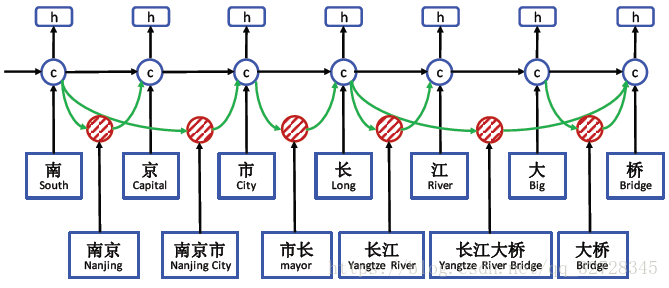 h h h h h h h
c c c c c c c
南 京 市 长 江 大 桥
South Capital City Long River Big Bridge
南京 南京市 市长 长江 长江大桥 大桥
Nanjing Nanjing City mayor Yangtze River Yangtze River Bridge Bridge